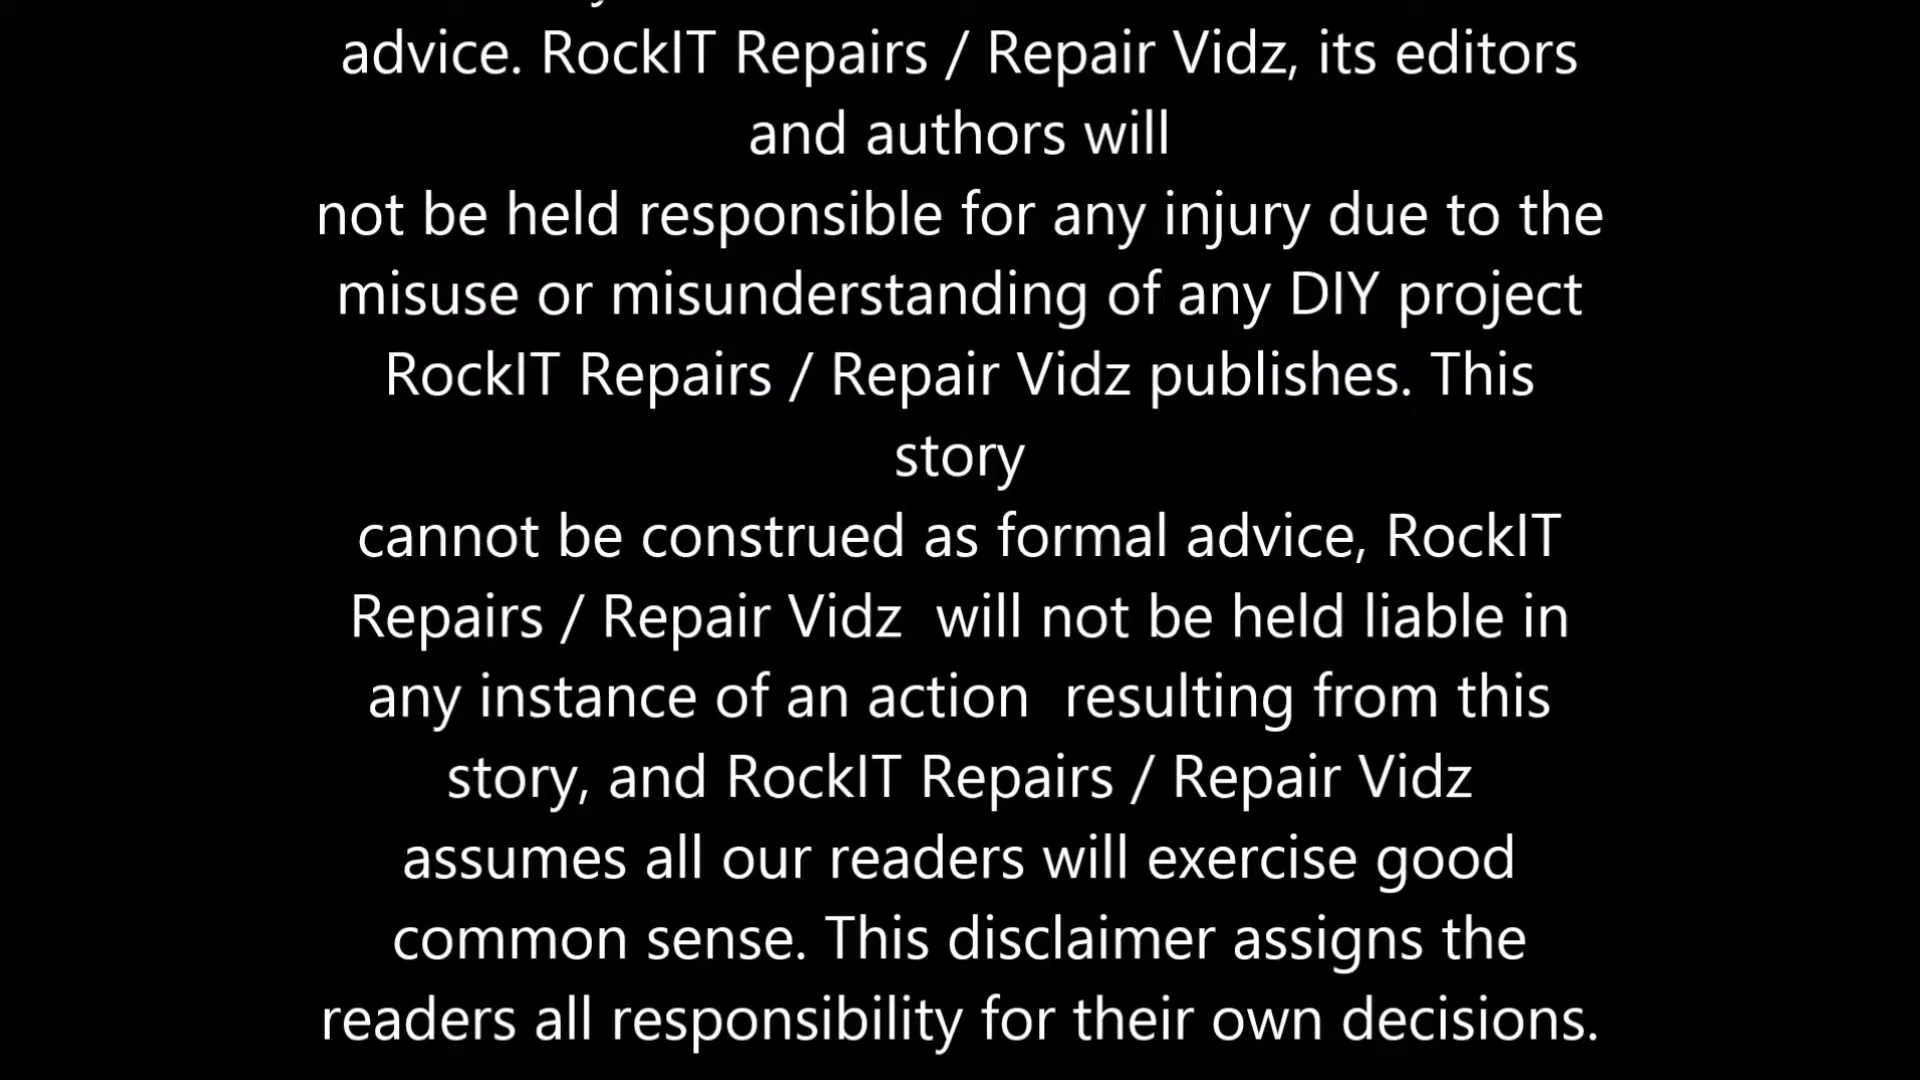 advice. RockIT Repairs / Repair Vidz, its editors
and authors will
not be held responsible for any injury due to the
misuse or misunderstanding of any DIY project
RockIT Repairs / Repair Vidz publishes. This
story
cannot be construed as formal advice, RockIT
Repairs / Repair Vidz  will not be held liable in
any instance of an action  resulting from this
story, and RockIT Repairs / Repair Vidz
assumes all our readers will exercise good
common sense. This disclaimer assigns the
readers all responsibility for their own decisions.